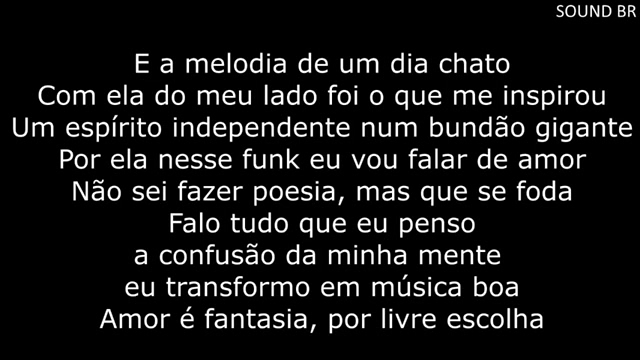 SOUND BR
E a melodia de um dia chato
Com ela do meu lado foi o que me inspirou
Um espírito independente num bundão gigante
Por ela nesse funk eu vou falar de amor
Não sei fazer poesia, mas que se foda
Falo tudo que eu penso
a confusão da minha mente
eu transformo em música boa
Amor é fantasia, por livre escolha